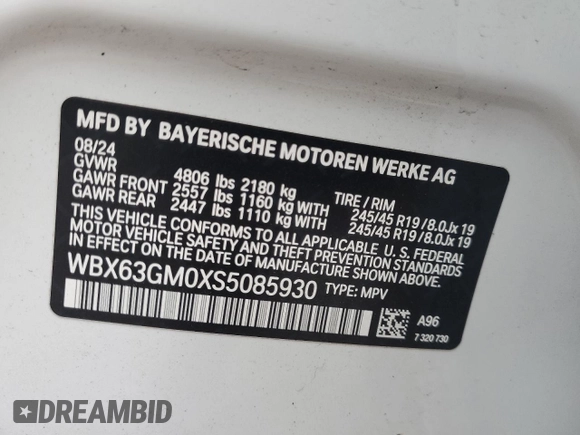 MFD BY BAYERISCHE MOTOREN WERKE AG
08/24
GVWR 4806 lbs 2180 kg TIRE / RIM
GAWR FRONT 2557 lbs 1160 kg WITH 245/45 R19 / 8.0Jx 19
GAWR REAR 2447 lbs 1110 kg WITH 245/45 R19 / 8.0Jx 19
THIS VEHICLE CONFORMS TO ALL APPLICABLE U.S. FEDERAL
MOTOR VEHICLE SAFETY, BUMPER, AND THEFT PREVENTION STANDARDS
IN EFFECT ON THE DATE OF MANUFACTURE SHOWN ABOVE.
WBX63GM0XS5085930 TYPE: MPV
A96
7 320 730
DREAMBID